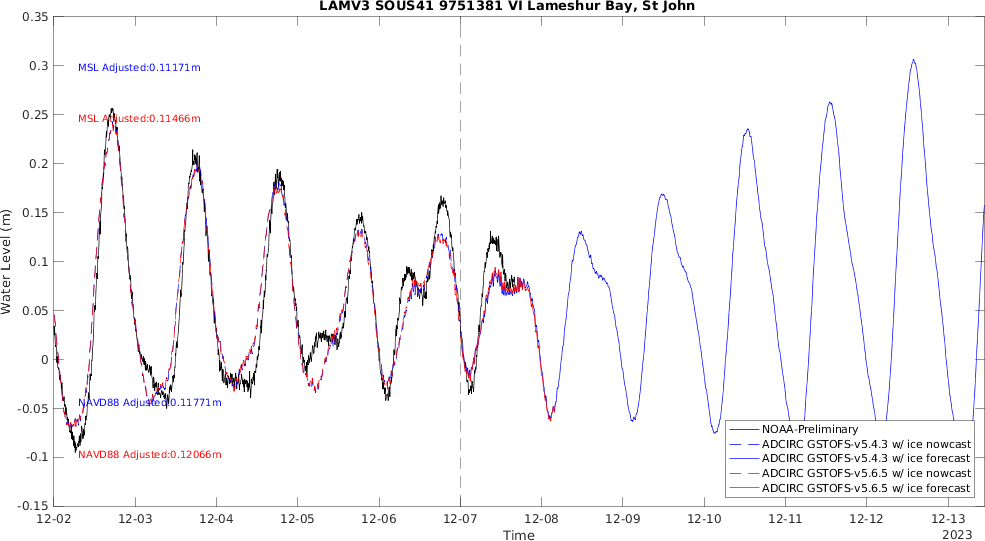 LAMV3 SOUS41 9751381 VI Lameshur Bay, St John
0.35
0.3
0.25
0.2
0.15
0.1
0.05
0
-0.05
-0.1
-0.15
Water Level (m)
MSL Adjusted:0.11171m
MSL Adjusted:0.11466m
NAVD88 Adjusted:0.11771m
NAVD88 Adjusted:0.12066m
NOAA-Preliminary
ADCIRC GSTOFS-v5.4.3 w/ ice nowcast
ADCIRC GSTOFS-v5.4.3 w/ ice forecast
ADCIRC GSTOFS-v5.6.5 w/ ice nowcast
ADCIRC GSTOFS-v5.6.5 w/ ice forecast
12-02 12-03 12-04 12-05 12-06 12-07 12-08 12-09 12-10 12-11 12-12 12-13
Time
2023